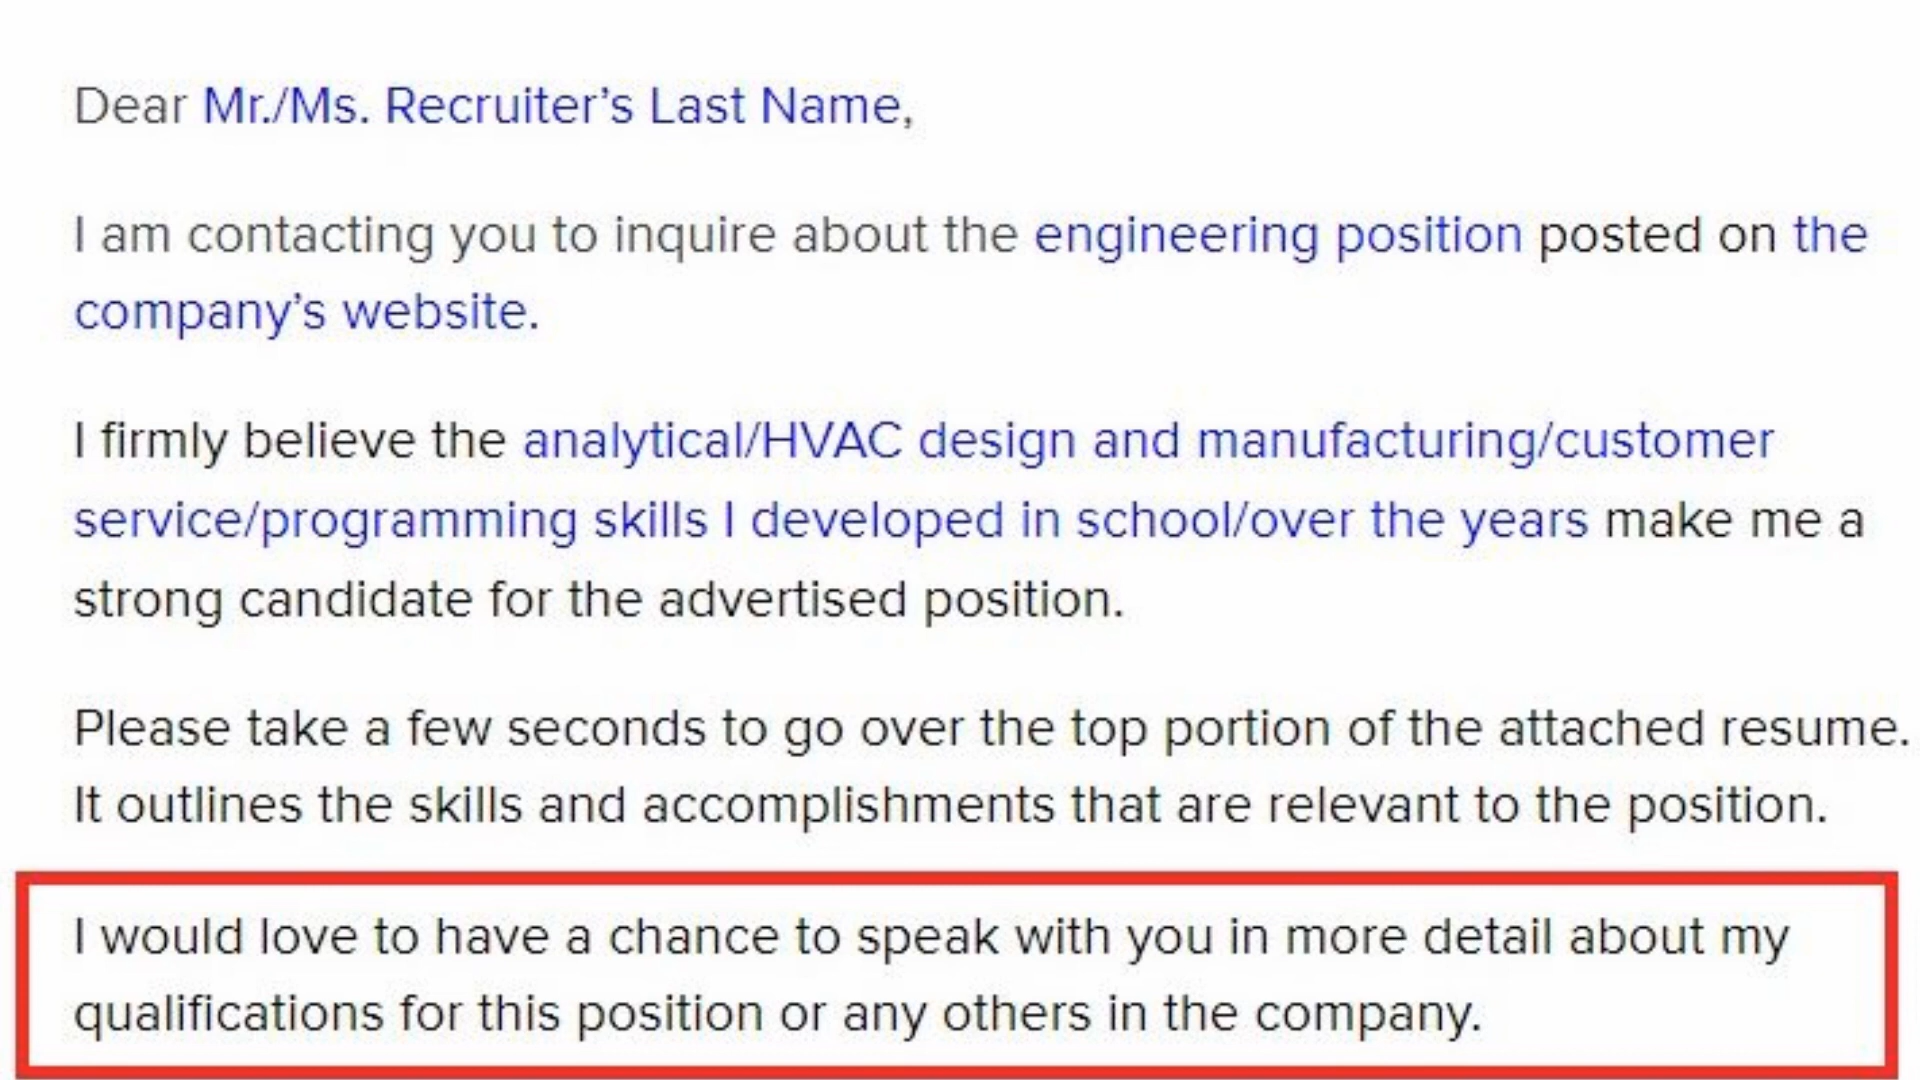 Dear Mr./Ms. Recruiter’s Last Name,
I am contacting you to inquire about the engineering position posted on the
company’s website.
I firmly believe the analytical/HVAC design and manufacturing/customer
service/programming skills I developed in school/over the years make me a
strong candidate for the advertised position.
Please take a few seconds to go over the top portion of the attached resume.
It outlines the skills and accomplishments that are relevant to the position.
I would love to have a chance to speak with you in more detail about my
qualifications for this position or any others in the company.